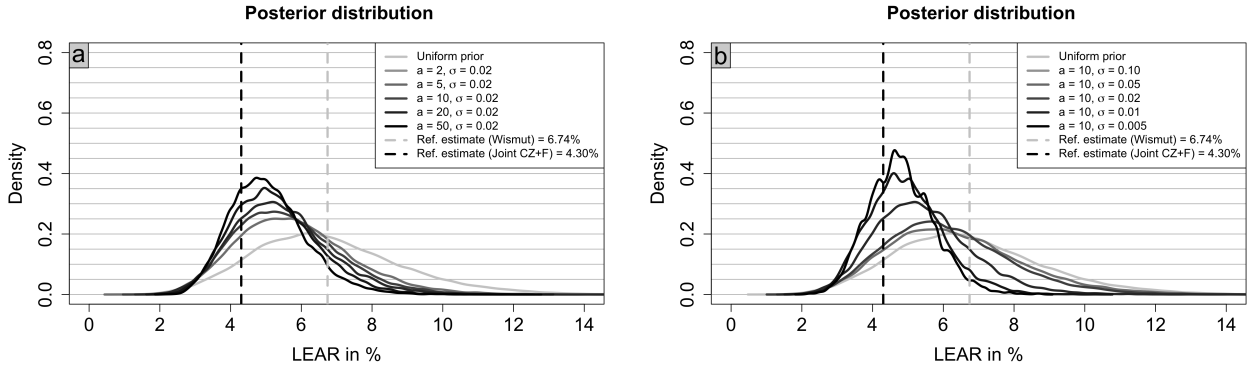 Posterior distribution
a
Uniform prior
a = 2, σ = 0.02
a = 5, σ = 0.02
a = 10, σ = 0.02
a = 20, σ = 0.02
a = 50, σ = 0.02
Ref. estimate (Wismut) = 6.74%
Ref. estimate (Joint CZ+F) = 4.30%
Density
0.0 0.2 0.4 0.6 0.8
0 2 4 6 8 10 12 14
LEAR in %
Posterior distribution
b
Uniform prior
a = 10, σ = 0.10
a = 10, σ = 0.05
a = 10, σ = 0.02
a = 10, σ = 0.01
a = 10, σ = 0.005
Ref. estimate (Wismut) = 6.74%
Ref. estimate (Joint CZ+F) = 4.30%
Density
0.0 0.2 0.4 0.6 0.8
0 2 4 6 8 10 12 14
LEAR in %